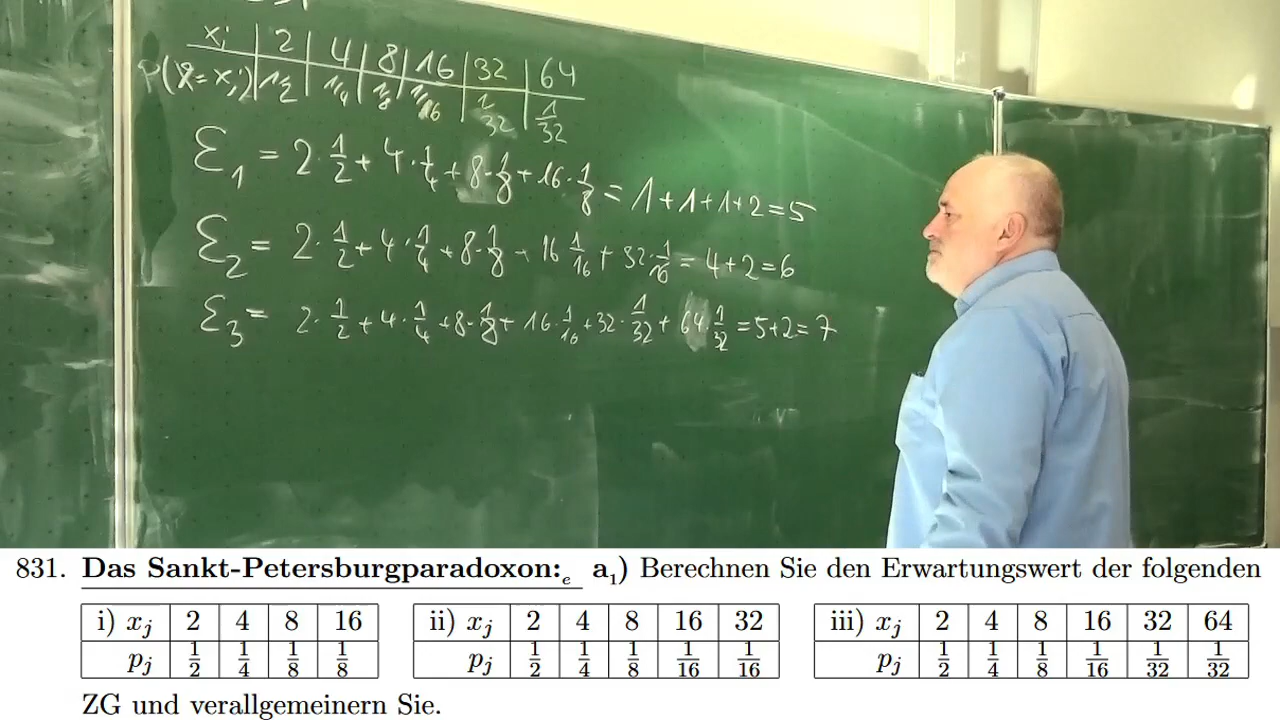 xᵢ | 2 | 4 | 8 | 16 | 32 | 64
P(X=xᵢ) | 1/2 | 1/4 | 1/8 | 1/16 | 1/32 | 1/32
Ɛ₁ = 2·1/2 + 4·1/4 + 8·1/8 + 16·1/8 = 1+1+1+2=5
Ɛ₂ = 2·1/2 + 4·1/4 + 8·1/8 + 16 1/16 + 32·1/16 = 4+2=6
Ɛ₃ = 2·1/2 + 4·1/4 + 8·1/8 + 16·1/16 + 32·1/32 + 64·1/32 = 5+2=7
831. Das Sankt-Petersburgparadoxon:ₑ a₁) Berechnen Sie den Erwartungswert der folgenden
i) xⱼ 2 4 8 16
pⱼ 1/2 1/4 1/8 1/8
ii) xⱼ 2 4 8 16 32
pⱼ 1/2 1/4 1/8 1/16 1/16
iii) xⱼ 2 4 8 16 32 64
pⱼ 1/2 1/4 1/8 1/16 1/32 1/32
ZG und verallgemeinern Sie.